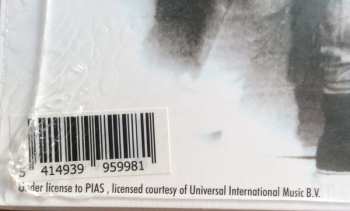 5 414939 959981
Under license to PIAS , licensed courtesy of Universal International Music B.V.